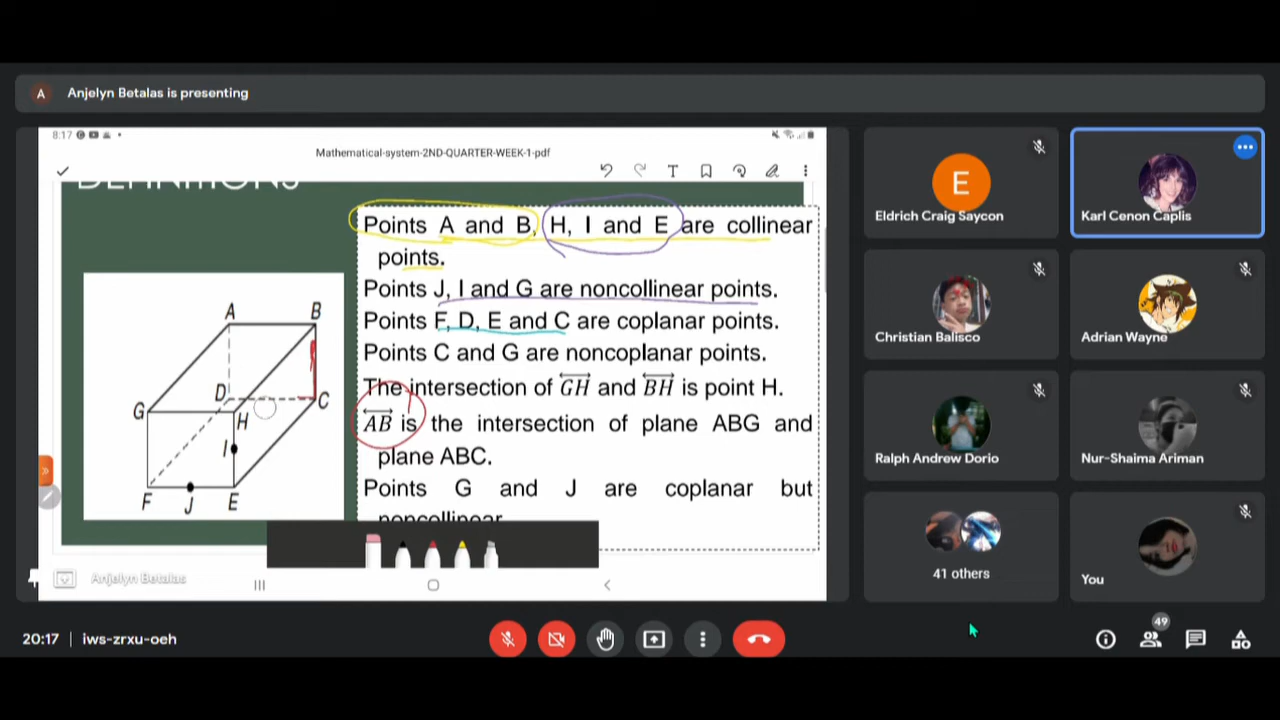 A Anjelyn Betalas is presenting
8:17
Mathematical-system-2ND-QUARTER-WEEK-1-pdf
T
DEFINITIONS
Points A and B, H, I and E are collinear
points.
Points J, I and G are noncollinear points.
Points F, D, E and C are coplanar points.
Points C and G are noncoplanar points.
The intersection of GH and BH is point H.
AB is the intersection of plane ABG and
plane ABC.
Points G and J are coplanar but
noncollinear.
A B
D C
G H
I
F J E
Anjelyn Betalas
E
Eldrich Craig Saycon
Karl Cenon Caplis
Christian Balisco
Adrian Wayne
Ralph Andrew Dorio
Nur-Shaima Ariman
41 others
You
20:17 | iws-zrxu-oeh
49